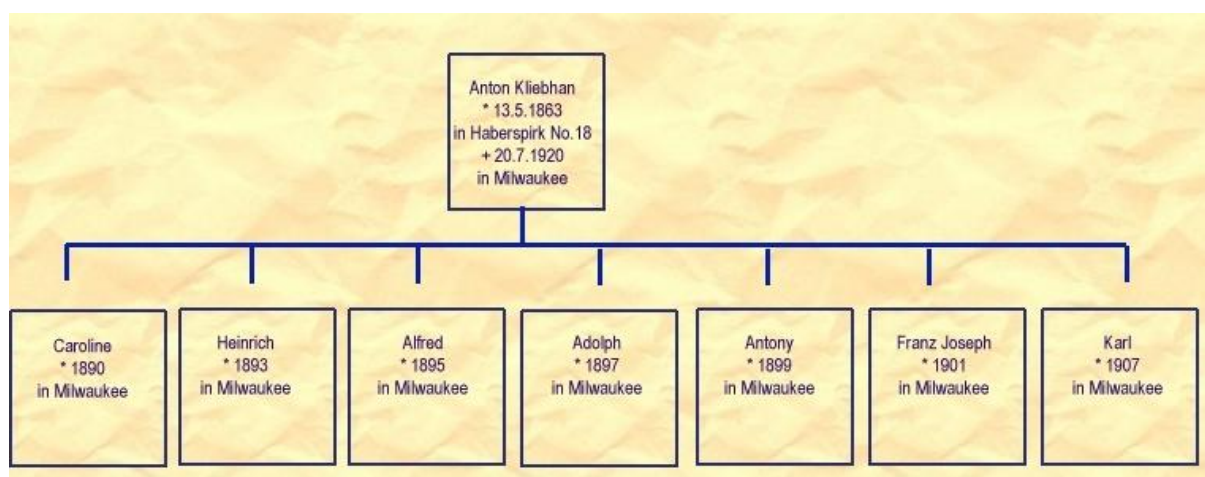 Anton Kliebhan
* 13.5.1863
in Haberspirk No.18
+ 20.7.1920
in Milwaukee
Caroline
* 1890
in Milwaukee
Heinrich
* 1893
in Milwaukee
Alfred
* 1895
in Milwaukee
Adolph
* 1897
in Milwaukee
Antony
* 1899
in Milwaukee
Franz Joseph
* 1901
in Milwaukee
Karl
* 1907
in Milwaukee